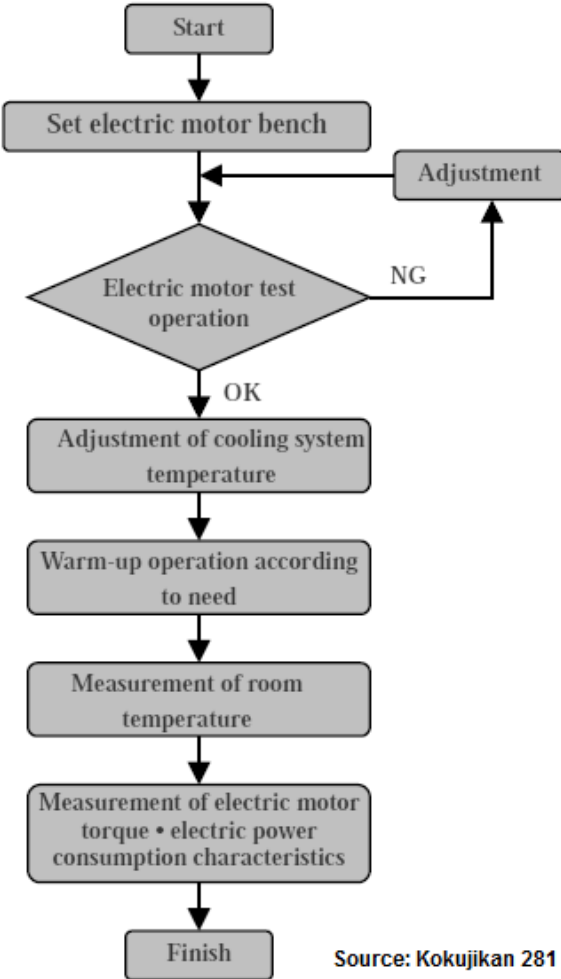 Start
Set electric motor bench
Adjustment
Electric motor test
operation
NG
OK
Adjustment of cooling system
temperature
Warm-up operation according
to need
Measurement of room
temperature
Measurement of electric motor
torque • electric power
consumption characteristics
Finish
Source: Kokujikan 281